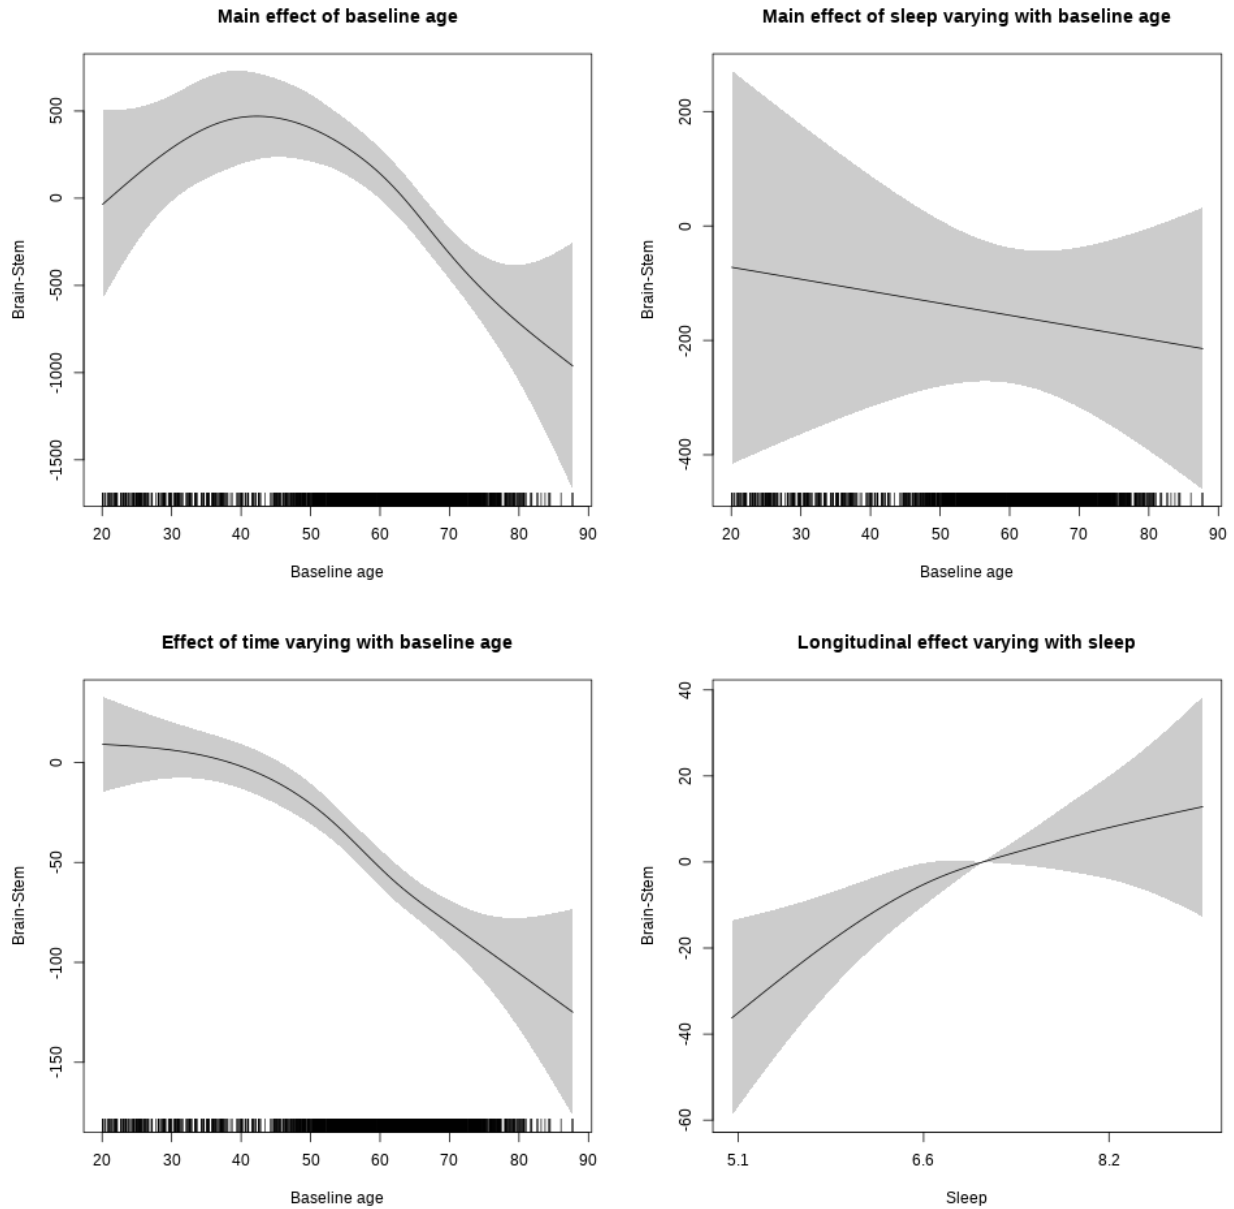 Main effect of baseline age
Brain-Stem
500
0
-500
-1000
-1500
20 30 40 50 60 70 80 90
Baseline age
Main effect of sleep varying with baseline age
Brain-Stem
200
0
-200
-400
20 30 40 50 60 70 80 90
Baseline age
Effect of time varying with baseline age
Brain-Stem
0
-50
-100
-150
20 30 40 50 60 70 80 90
Baseline age
Longitudinal effect varying with sleep
Brain-Stem
40
20
0
-20
-40
-60
5.1 6.6 8.2
Sleep